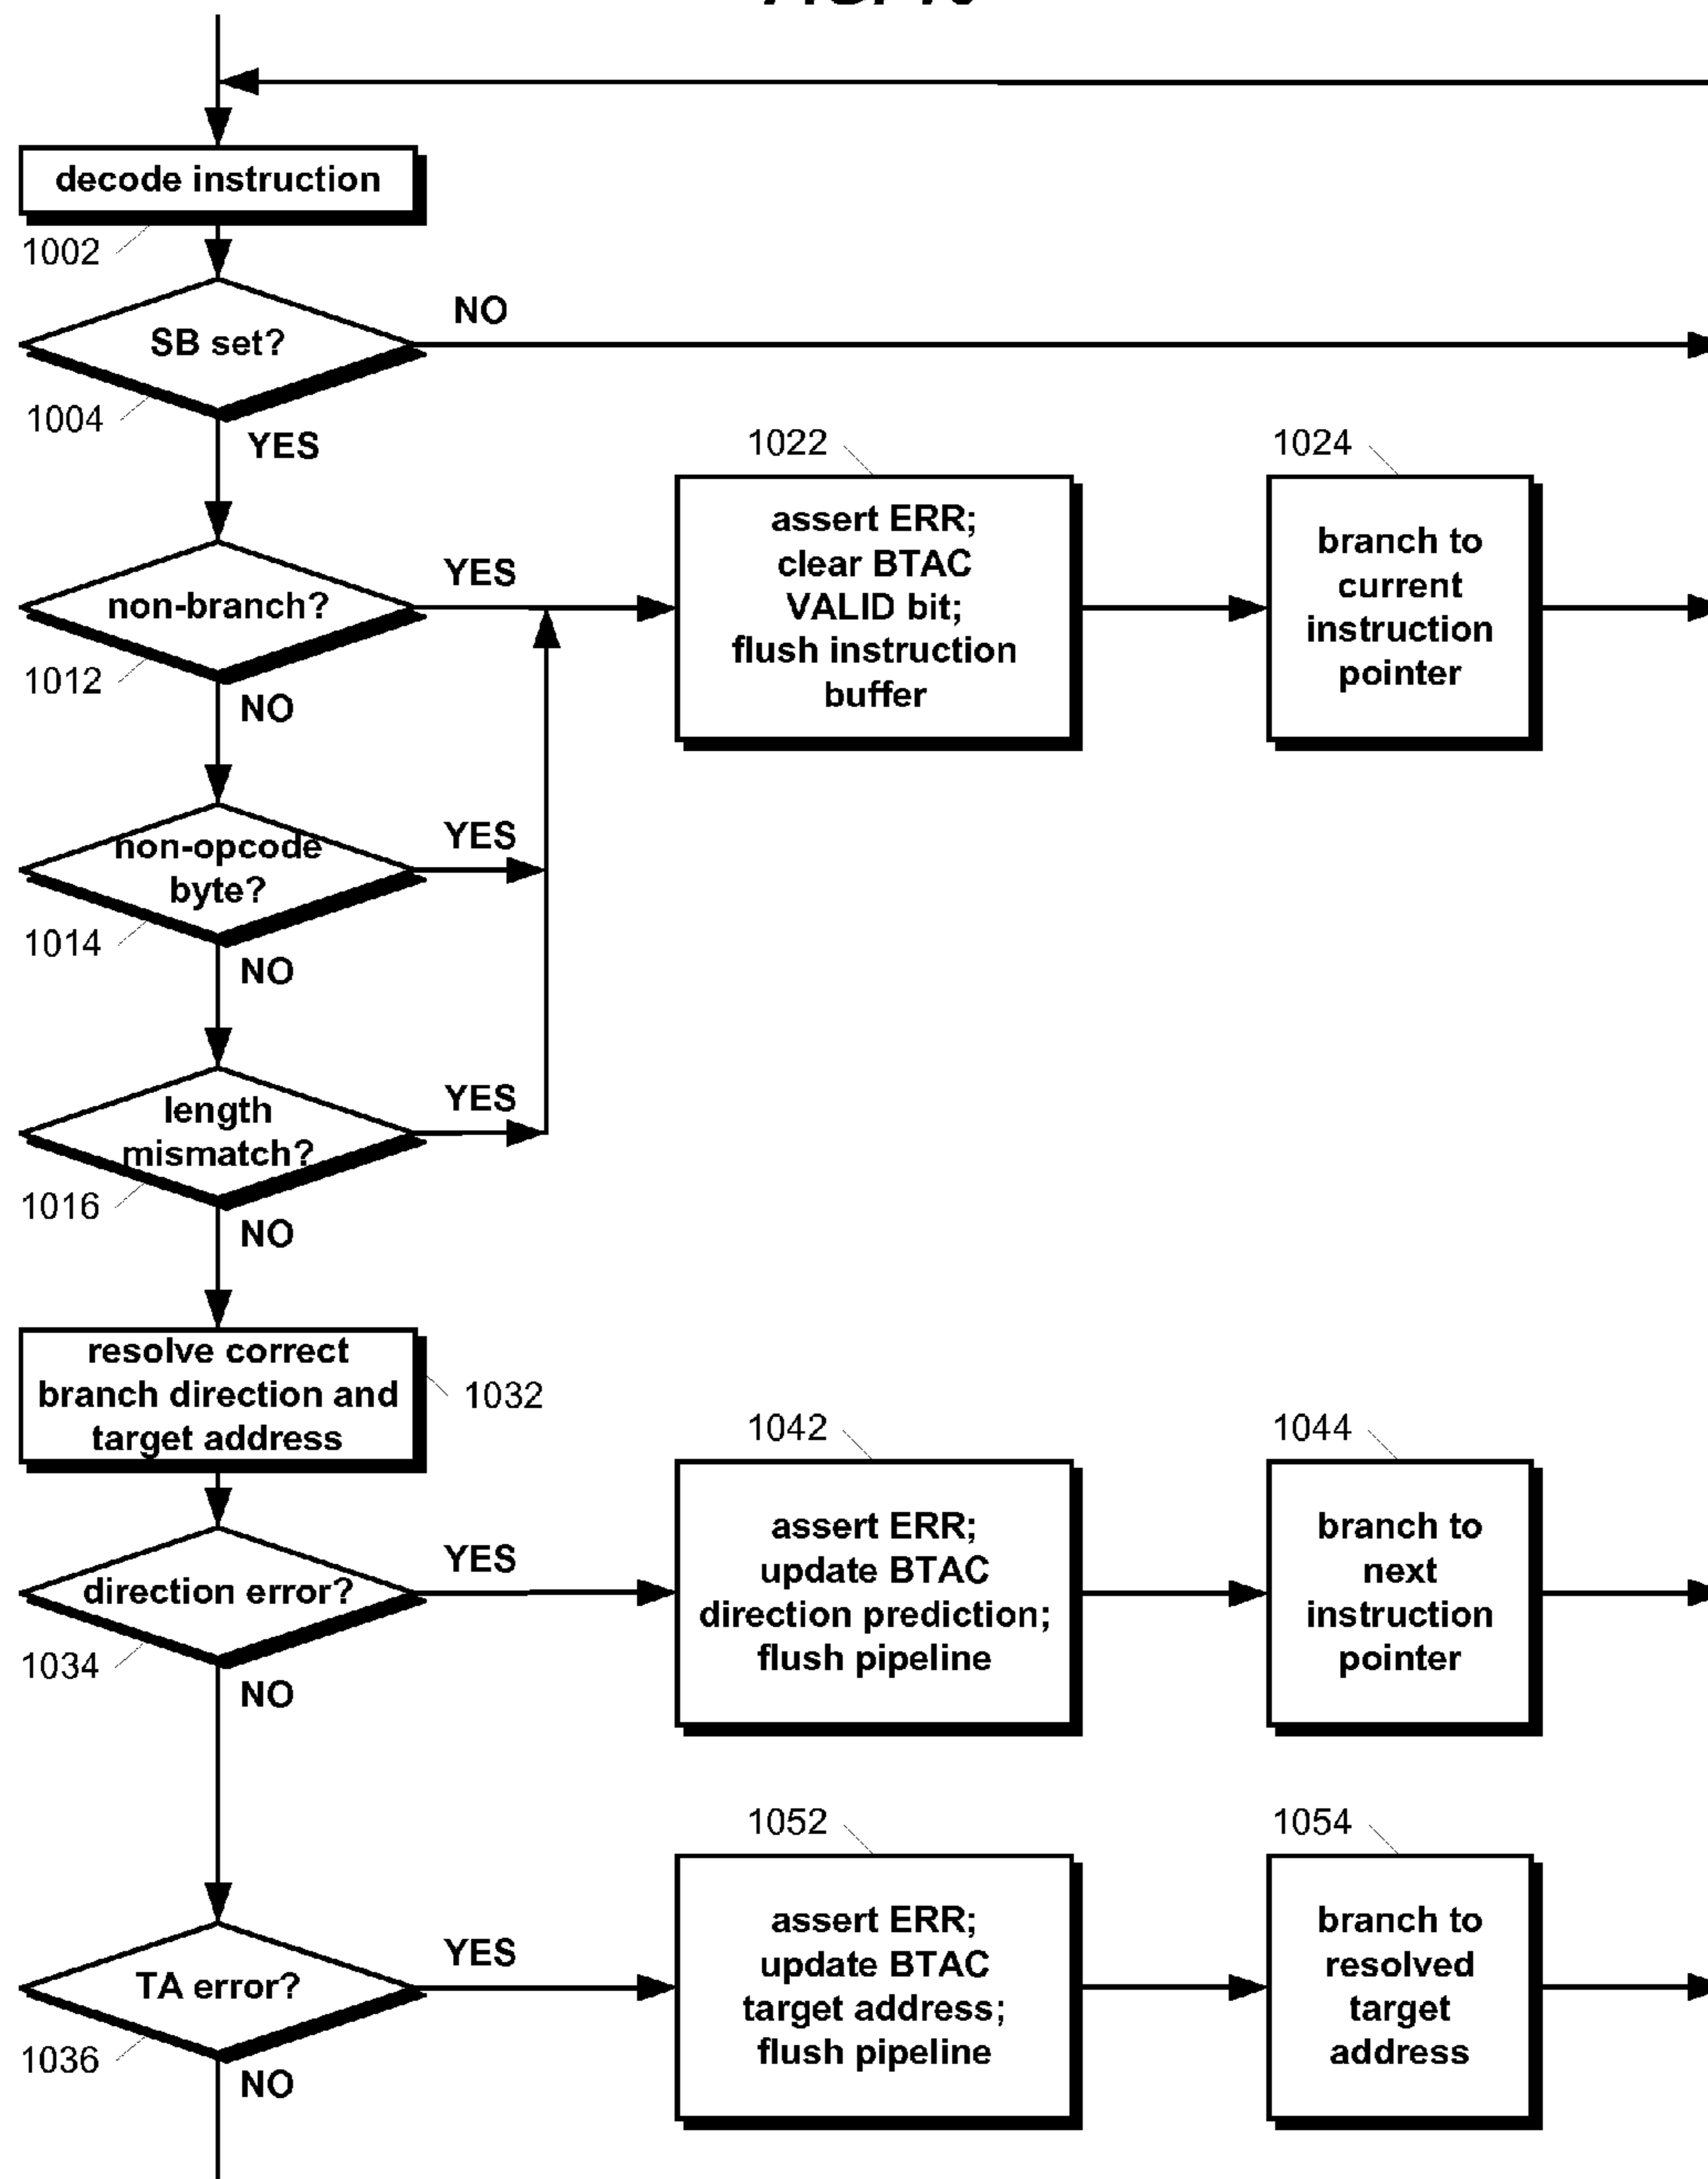 decode instruction
1002
SB set?
NO
1004
YES
1022
1024
non-branch?
YES
assert ERR;
clear BTAC
VALID bit;
flush instruction
buffer
branch to
current
instruction
pointer
1012
NO
non-opcode
byte?
YES
1014
NO
length
mismatch?
YES
1016
NO
resolve correct
branch direction and
target address
1032
1042
1044
direction error?
YES
assert ERR;
update BTAC
direction prediction;
flush pipeline
branch to
next
instruction
pointer
1034
NO
1052
1054
TA error?
YES
assert ERR;
update BTAC
target address;
flush pipeline
branch to
resolved
target
address
1036
NO